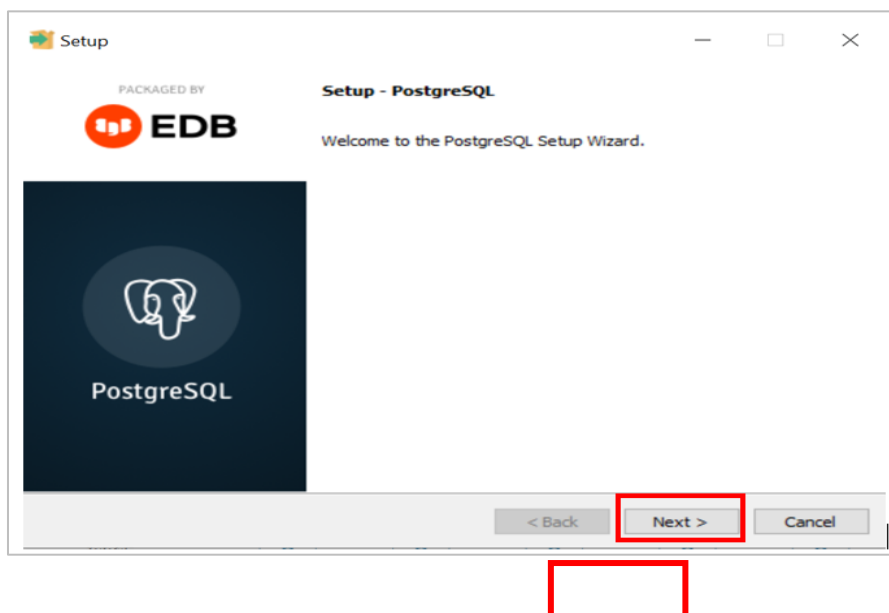 Setup
PACKAGED BY
EDB
Setup - PostgreSQL
Welcome to the PostgreSQL Setup Wizard.
PostgreSQL
< Back
Next >
Cancel